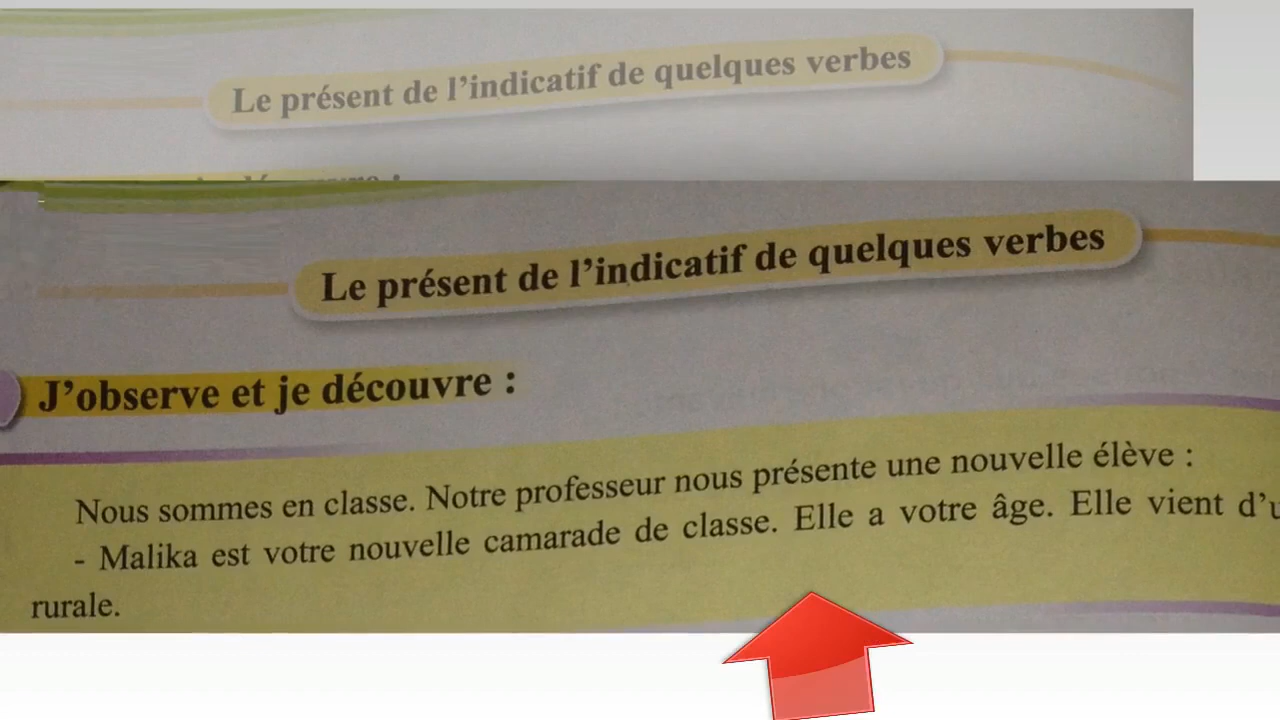 Le présent de l'indicatif de quelques verbes
Le présent de l'indicatif de quelques verbes
J'observe et je découvre :
Nous sommes en classe. Notre professeur nous présente une nouvelle élève :
- Malika est votre nouvelle camarade de classe. Elle a votre âge. Elle vient
rurale.